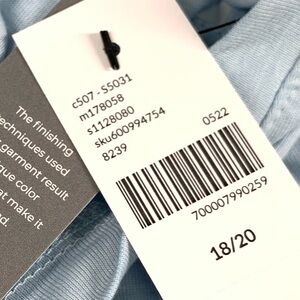 c507 - S5031
m178058
s1128080
sku600994754
8239
0522
700007990259
18/20
The finishing
techniques used
garment result
que color
at make it
d.